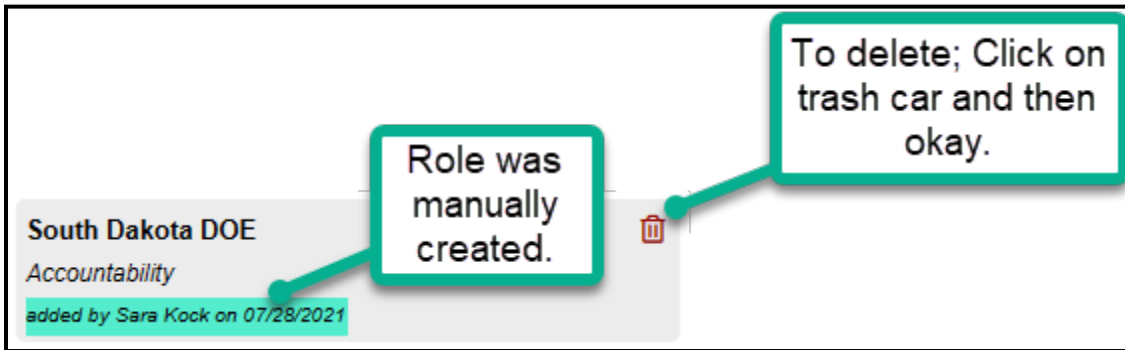 To delete; Click on
trash car and then
okay.
Role was
manually
created.
South Dakota DOE
Accountability
added by Sara Kock on 07/28/2021